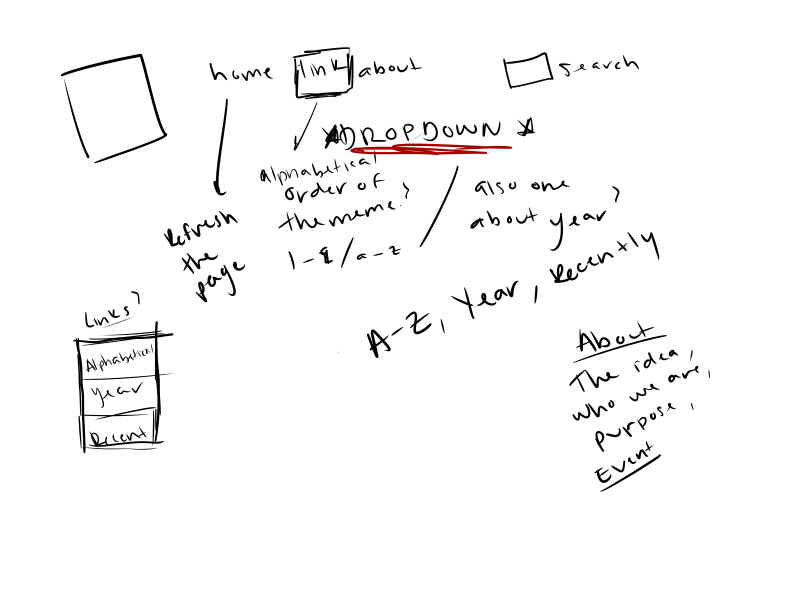 home link about search
*DROPDOWN*
alphabetical
order of
the meme?
1-9/a-z
also one
about year?
Refresh
the
page
A-Z, Year, Recently
Links?
Alphabetical
Year
Recent
About
The idea,
who we are,
purpose,
Event